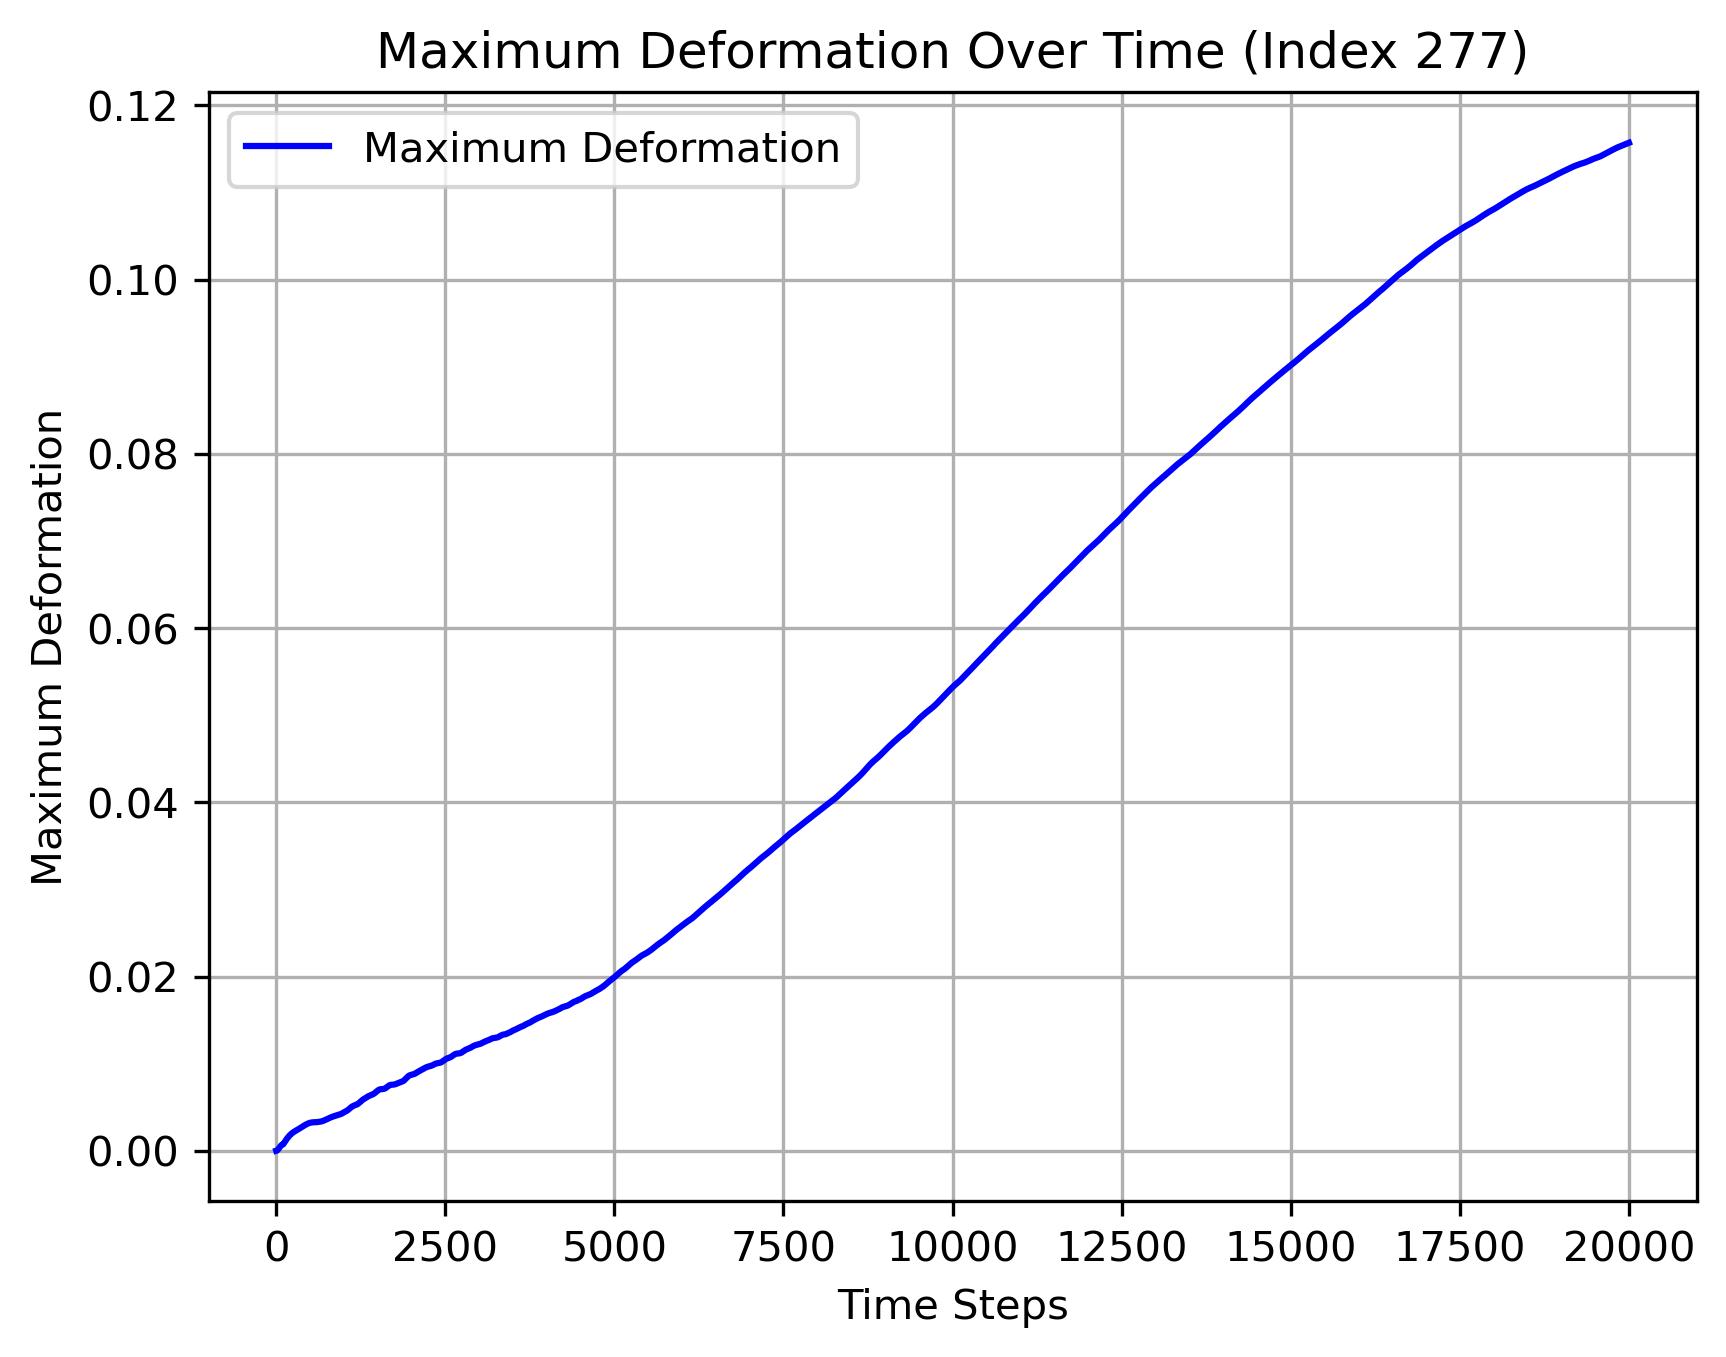 Maximum Deformation Over Time (Index 277)
Maximum Deformation
0.12
0.10
0.08
0.06
0.04
0.02
0.00
Maximum Deformation
0 2500 5000 7500 10000 12500 15000 17500 20000
Time Steps